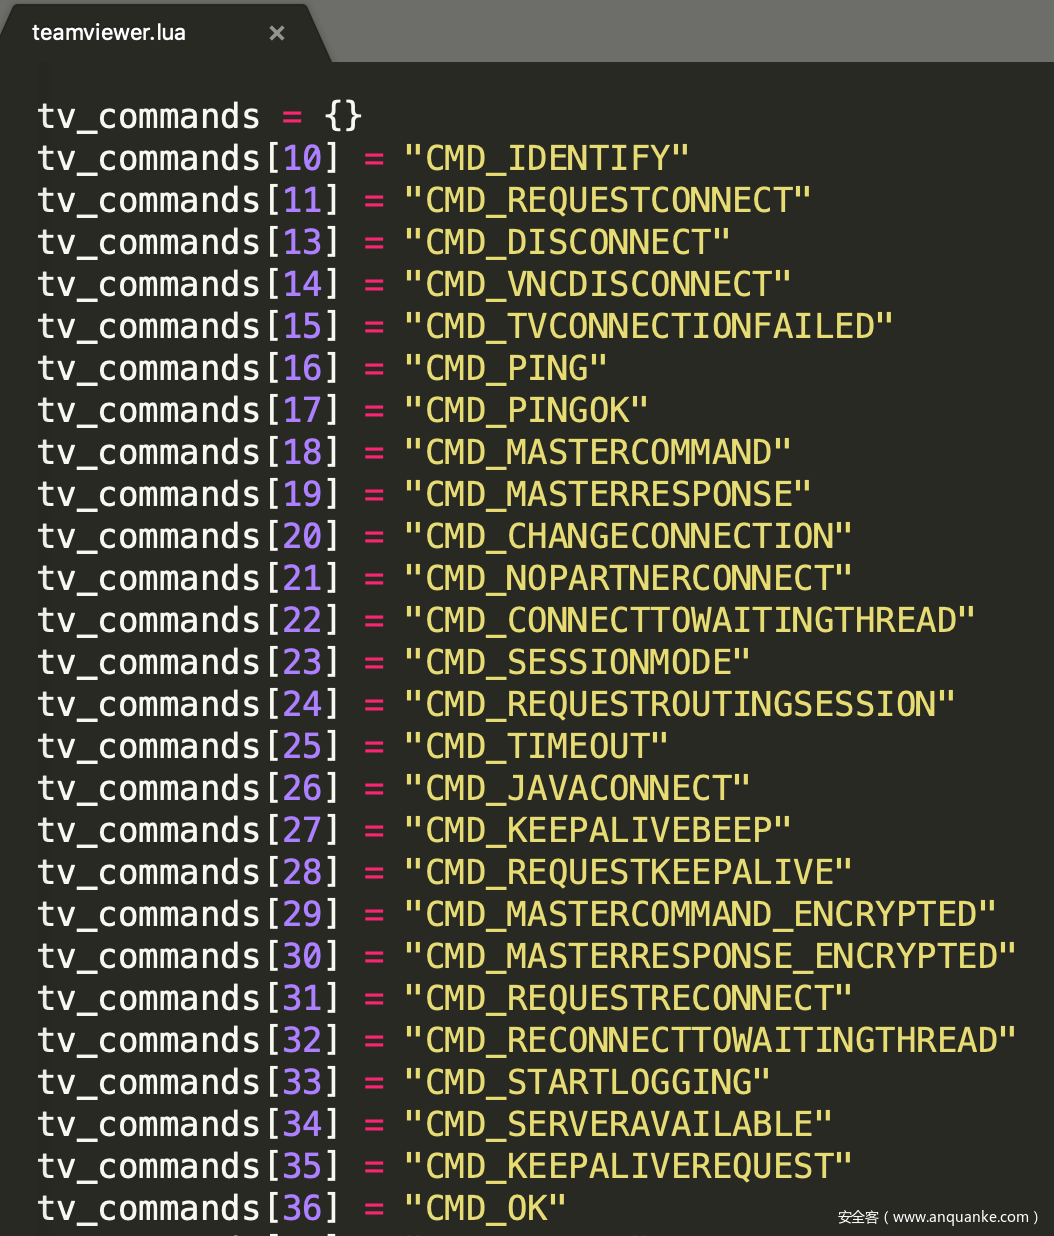 teamviewer.lua ×
tv_commands = {}
tv_commands[10] = "CMD_IDENTIFY"
tv_commands[11] = "CMD_REQUESTCONNECT"
tv_commands[13] = "CMD_DISCONNECT"
tv_commands[14] = "CMD_VNCDISCONNECT"
tv_commands[15] = "CMD_TVCONNECTIONFAILED"
tv_commands[16] = "CMD_PING"
tv_commands[17] = "CMD_PINGOK"
tv_commands[18] = "CMD_MASTERCOMMAND"
tv_commands[19] = "CMD_MASTERRESPONSE"
tv_commands[20] = "CMD_CHANGECONNECTION"
tv_commands[21] = "CMD_NOPARTNERCONNECT"
tv_commands[22] = "CMD_CONNECTTOWAITINGTHREAD"
tv_commands[23] = "CMD_SESSIONMODE"
tv_commands[24] = "CMD_REQUESTROUTINGSESSION"
tv_commands[25] = "CMD_TIMEOUT"
tv_commands[26] = "CMD_JAVACONNECT"
tv_commands[27] = "CMD_KEEPALIVEBEEP"
tv_commands[28] = "CMD_REQUESTKEEPALIVE"
tv_commands[29] = "CMD_MASTERCOMMAND_ENCRYPTED"
tv_commands[30] = "CMD_MASTERRESPONSE_ENCRYPTED"
tv_commands[31] = "CMD_REQUESTRECONNECT"
tv_commands[32] = "CMD_RECONNECTTOWAITINGTHREAD"
tv_commands[33] = "CMD_STARTLOGGING"
tv_commands[34] = "CMD_SERVERAVAILABLE"
tv_commands[35] = "CMD_KEEPALIVEREQUEST"
tv_commands[36] = "CMD_OK"
安全客（www.anquanke.com）